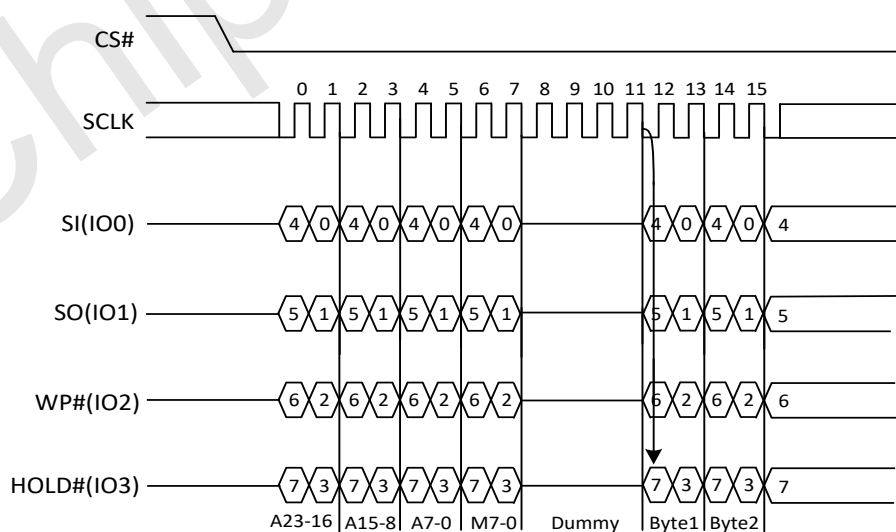 chip
CS#
0 1 2 3 4 5 6 7 8 9 10 11 12 13 14 15
SCLK
SI(IO0) 4 0 4 0 4 0 4 0 4 0 4 0 4
SO(IO1) 5 1 5 1 5 1 5 1 5 1 5 1 5
WP#(IO2) 6 2 6 2 6 2 6 2 6 2 6 2 6
HOLD#(IO3) 7 3 7 3 7 3 7 3 7 3 7 3 7
A23-16 A15-8 A7-0 M7-0 Dummy Byte1 Byte2